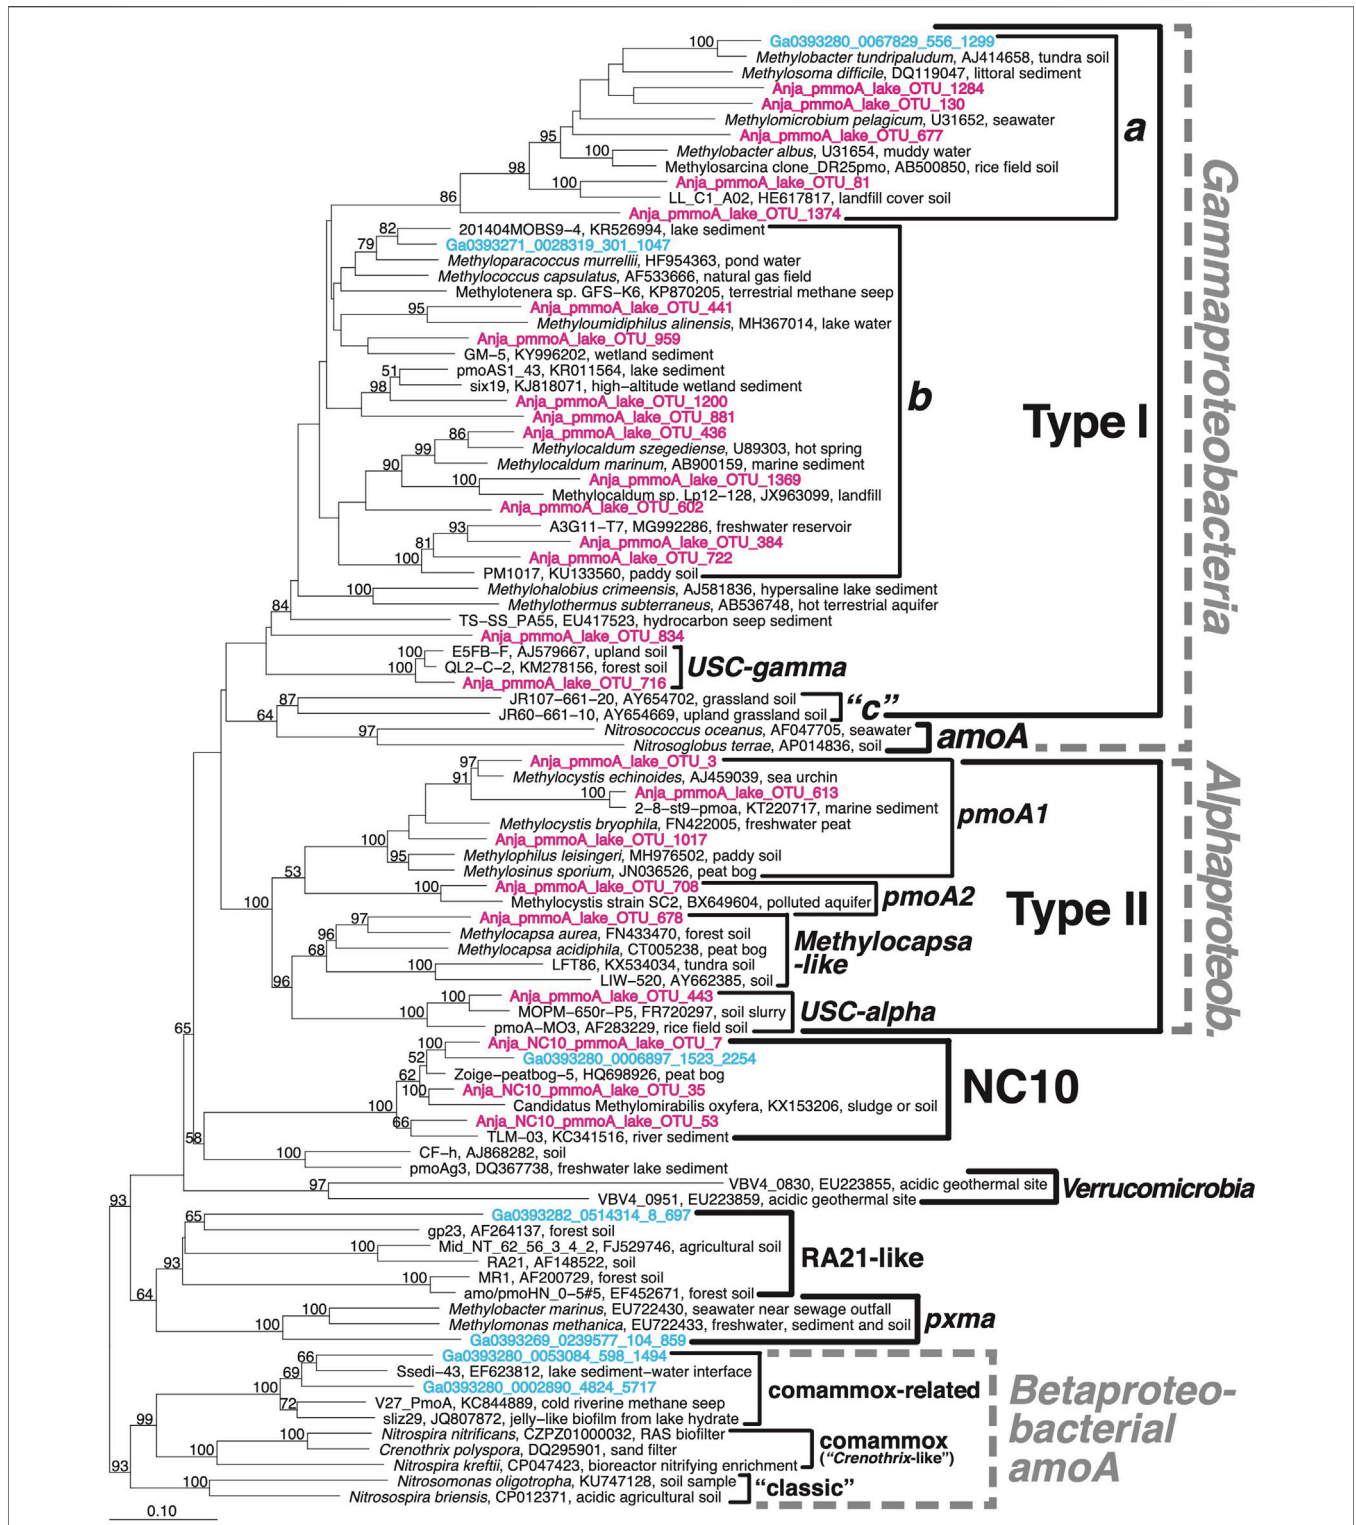 100 Ga0393280_0067829_556_1299
Methylobacter tundripaludum, AJ414658, tundra soil
Methylosoma difficile, DQ119047, littoral sediment
Anja_pmmoA_lake_OTU_1284
Anja_pmmoA_lake_OTU_130
Methylomicrobium pelagicum, U31652, seawater
95 Anja_pmmoA_lake_OTU_677
a
100 Methylobacter albus, U31654, muddy water
98 Methylosarcina clone_DR25pmo, AB500850, rice field soil
100 Anja_pmmoA_lake_OTU_81
86 LL_C1_A02, HE617817, landfill cover soil
Anja_pmmoA_lake_OTU_1374
82 201404MOBS9−4, KR526994, lake sediment
79 Ga0393271_0028319_301_1047
Methyloparacoccus murrellii, HF954363, pond water
Methylococcus capsulatus, AF533666, natural gas field
Methylotenera sp. GFS−K6, KP870205, terrestrial methane seep
95 Anja_pmmoA_lake_OTU_441
Methyloumidiphilus alinensis, MH367014, lake water
Anja_pmmoA_lake_OTU_959
GM−5, KY996202, wetland sediment
51 pmoAS1_43, KR011564, lake sediment
98 six19, KJ818071, high−altitude wetland sediment
b
Anja_pmmoA_lake_OTU_1200
Anja_pmmoA_lake_OTU_881
Type I
Gammaproteobacteria
86 Anja_pmmoA_lake_OTU_436
99 Methylocaldum szegediense, U89303, hot spring
90 Methylocaldum marinum, AB900159, marine sediment
100 Anja_pmmoA_lake_OTU_1369
Methylocaldum sp. Lp12−128, JX963099, landfill
Anja_pmmoA_lake_OTU_602
93 A3G11−T7, MG992286, freshwater reservoir
81 Anja_pmmoA_lake_OTU_384
100 Anja_pmmoA_lake_OTU_722
PM1017, KU133560, paddy soil
100 Methylohalobius crimeensis, AJ581836, hypersaline lake sediment
84 Methylothermus subterraneus, AB536748, hot terrestrial aquifer
TS−SS_PA55, EU417523, hydrocarbon seep sediment
Anja_pmmoA_lake_OTU_834
100 E5FB−F, AJ579667, upland soil
100 QL2−C−2, KM278156, forest soil
USC-gamma
Anja_pmmoA_lake_OTU_716
87 JR107−661−20, AY654702, grassland soil
“c”
64 JR60−661−10, AY654669, upland grassland soil
97 Nitrosococcus oceanus, AF047705, seawater
amoA
Nitrosoglobus terrae, AP014836, soil
97 Anja_pmmoA_lake_OTU_3
91 Methylocystis echinoides, AJ459039, sea urchin
100 Anja_pmmoA_lake_OTU_613
2−8−st9−pmoa, KT220717, marine sediment
pmoA1
Methylocystis bryophila, FN422005, freshwater peat
100 Anja_pmmoA_lake_OTU_1017
95 Methylophilus leisingeri, MH976502, paddy soil
53 Methylosinus sporium, JN036526, peat bog
100 Anja_pmmoA_lake_OTU_708
pmoA2
100 Methylocystis strain SC2, BX649604, polluted aquifer
Type II
Alphaproteob.
97 Anja_pmmoA_lake_OTU_678
96 Methylocapsa aurea, FN433470, forest soil
68 Methylocapsa acidiphila, CT005238, peat bog
Methylocapsa
-like
100 LFT86, KX534034, tundra soil
96 LIW−520, AY662385, soil
100 Anja_pmmoA_lake_OTU_443
100 MOPM−650r−P5, FR720297, soil slurry
USC-alpha
65 pmoA−MO3, AF283229, rice field soil
100 Anja_NC10_pmmoA_lake_OTU_7
52 Ga0393280_0006897_1523_2254
62 Zoige−peatbog−5, HQ698926, peat bog
100 Anja_NC10_pmmoA_lake_OTU_35
NC10
100 Candidatus Methylomirabilis oxyfera, KX153206, sludge or soil
66 Anja_NC10_pmmoA_lake_OTU_53
58 TLM−03, KC341516, river sediment
100 CF−h, AJ868282, soil
pmoAg3, DQ367738, freshwater lake sediment
97 VBV4_0830, EU223855, acidic geothermal site
Verrucomicrobia
93 VBV4_0951, EU223859, acidic geothermal site
65 Ga0393282_0514314_8_697
gp23, AF264137, forest soil
100 Mid_NT_62_56_3_4_2, FJ529746, agricultural soil
93 RA21, AF148522, soil
RA21-like
100 MR1, AF200729, forest soil
64 amo/pmoHN_0−5#5, EF452671, forest soil
100 Methylobacter marinus, EU722430, seawater near sewage outfall
100 Methylomonas methanica, EU722433, freshwater, sediment and soil
pxma
Ga0393269_0239577_104_859
66 Ga0393280_0053084_598_1494
69 Ssedi−43, EF623812, lake sediment−water interface
100 Ga0393280_0002890_4824_5717
comammox-related
72 V27_PmoA, KC844889, cold riverine methane seep
99 sliz29, JQ807872, jelly−like biofilm from lake hydrate
Betaproteo-
bacterial
amoA
100 Nitrospira nitrificans, CZPZ01000032, RAS biofilter
100 Crenothrix polyspora, DQ295901, sand filter
comammox
(“Crenothrix-like”)
93 Nitrospira kreftii, CP047423, bioreactor nitrifying enrichment
100 Nitrosomonas oligotropha, KU747128, soil sample
“classic”
Nitrosospira briensis, CP012371, acidic agricultural soil
0.10